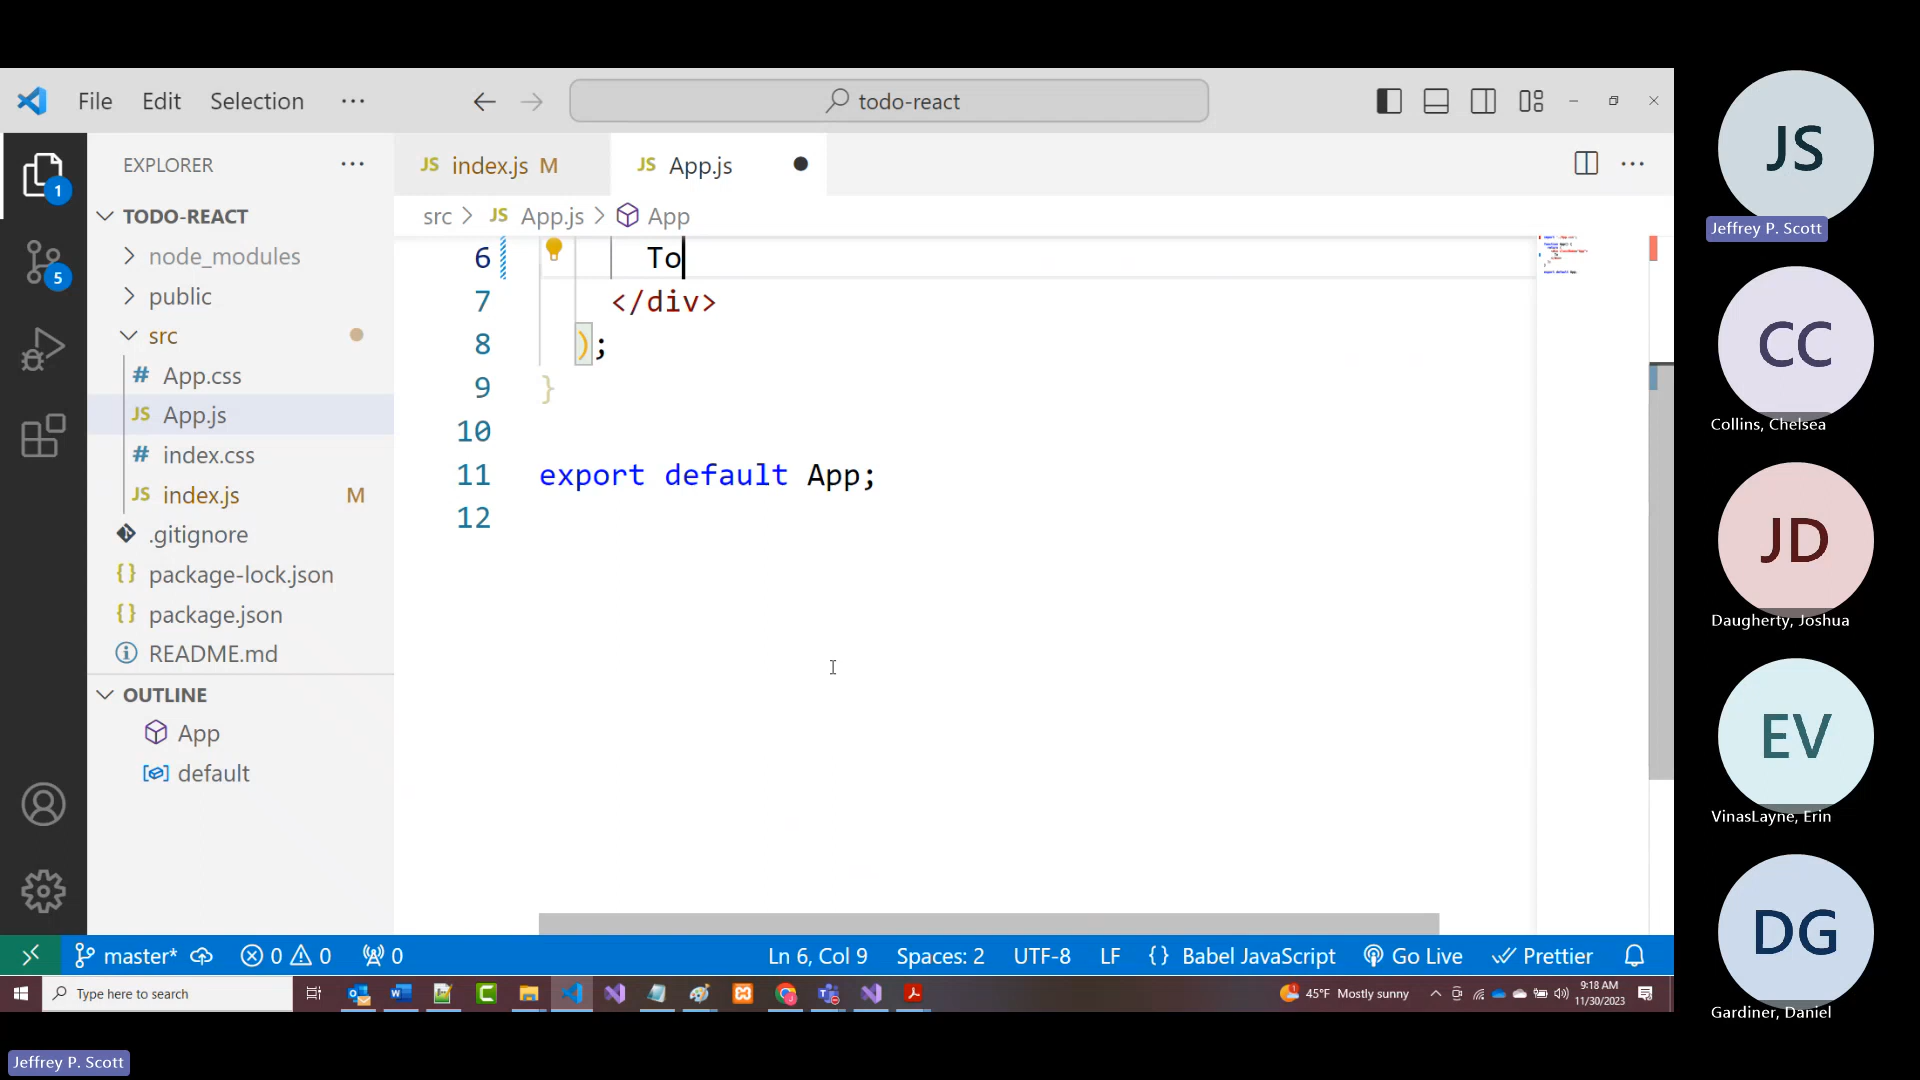 File Edit Selection ···
todo-react
EXPLORER ···
JS index.js M
JS App.js
TODO-REACT
node_modules
public
src
# App.css
JS App.js
# index.css
JS index.js M
.gitignore
{} package-lock.json
{} package.json
README.md
OUTLINE
App
default
1
5
src > JS App.js > App
6 To
7 </div>
8 );
9 }
10
11 export default App;
12
master* 0 0 0
Ln 6, Col 9 Spaces: 2 UTF-8 LF {} Babel JavaScript Go Live Prettier
Type here to search
45°F Mostly sunny
9:18 AM
11/30/2023
JS
Jeffrey P. Scott
CC
Collins, Chelsea
JD
Daugherty, Joshua
EV
VinasLayne, Erin
DG
Gardiner, Daniel
Jeffrey P. Scott